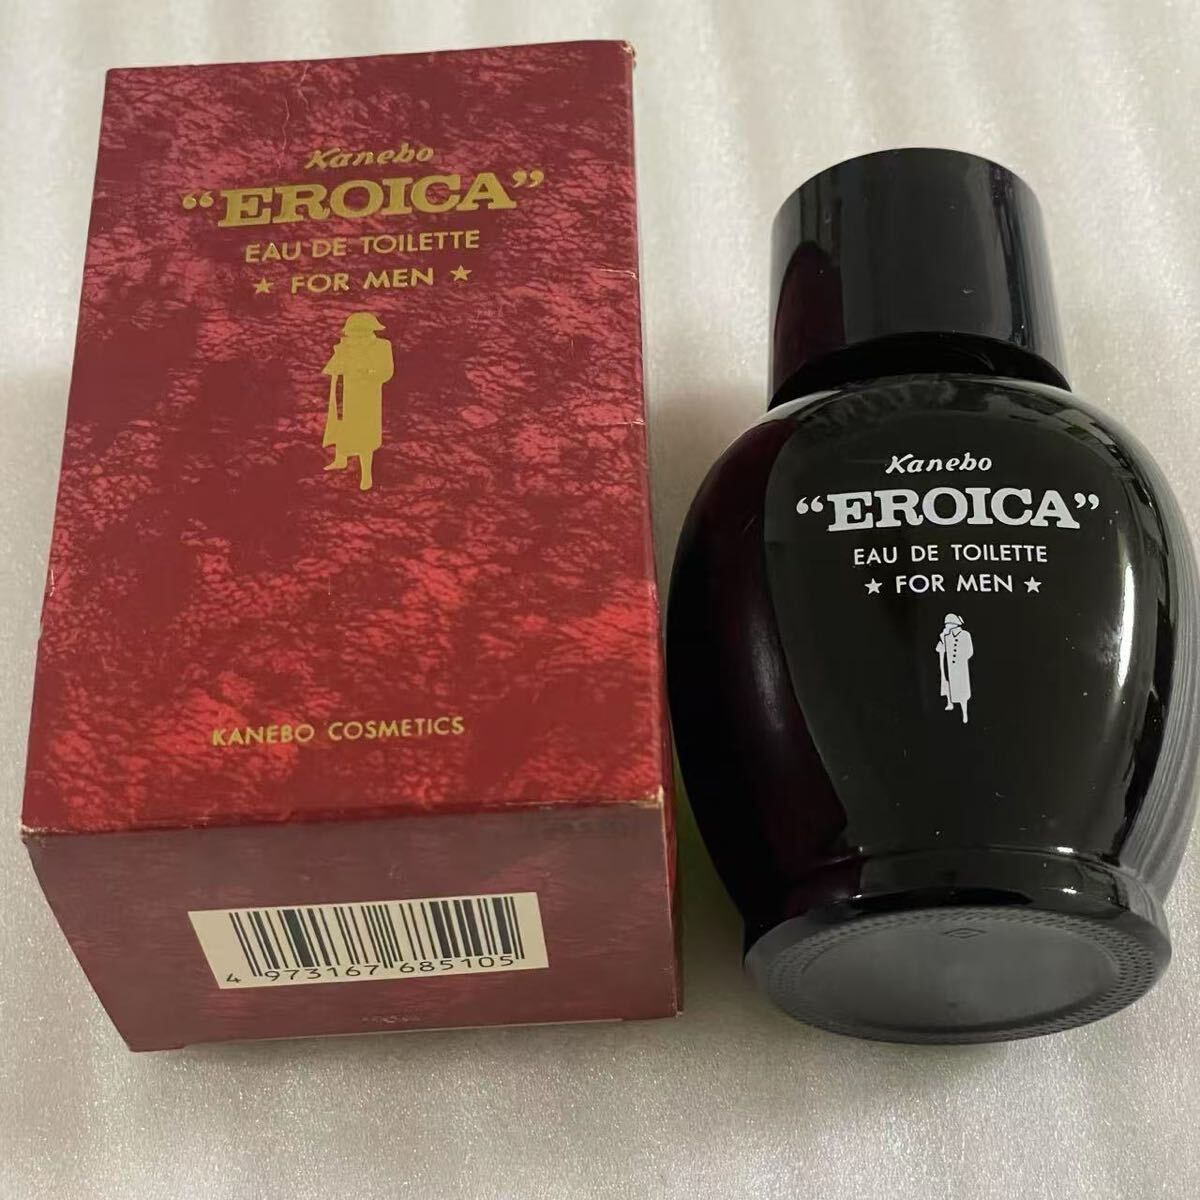 Kanebo
“EROICA”
EAU DE TOILETTE
★ FOR MEN ★
KANEBO COSMETICS
4 973167 685105
Kanebo
“EROICA”
EAU DE TOILETTE
★ FOR MEN ★